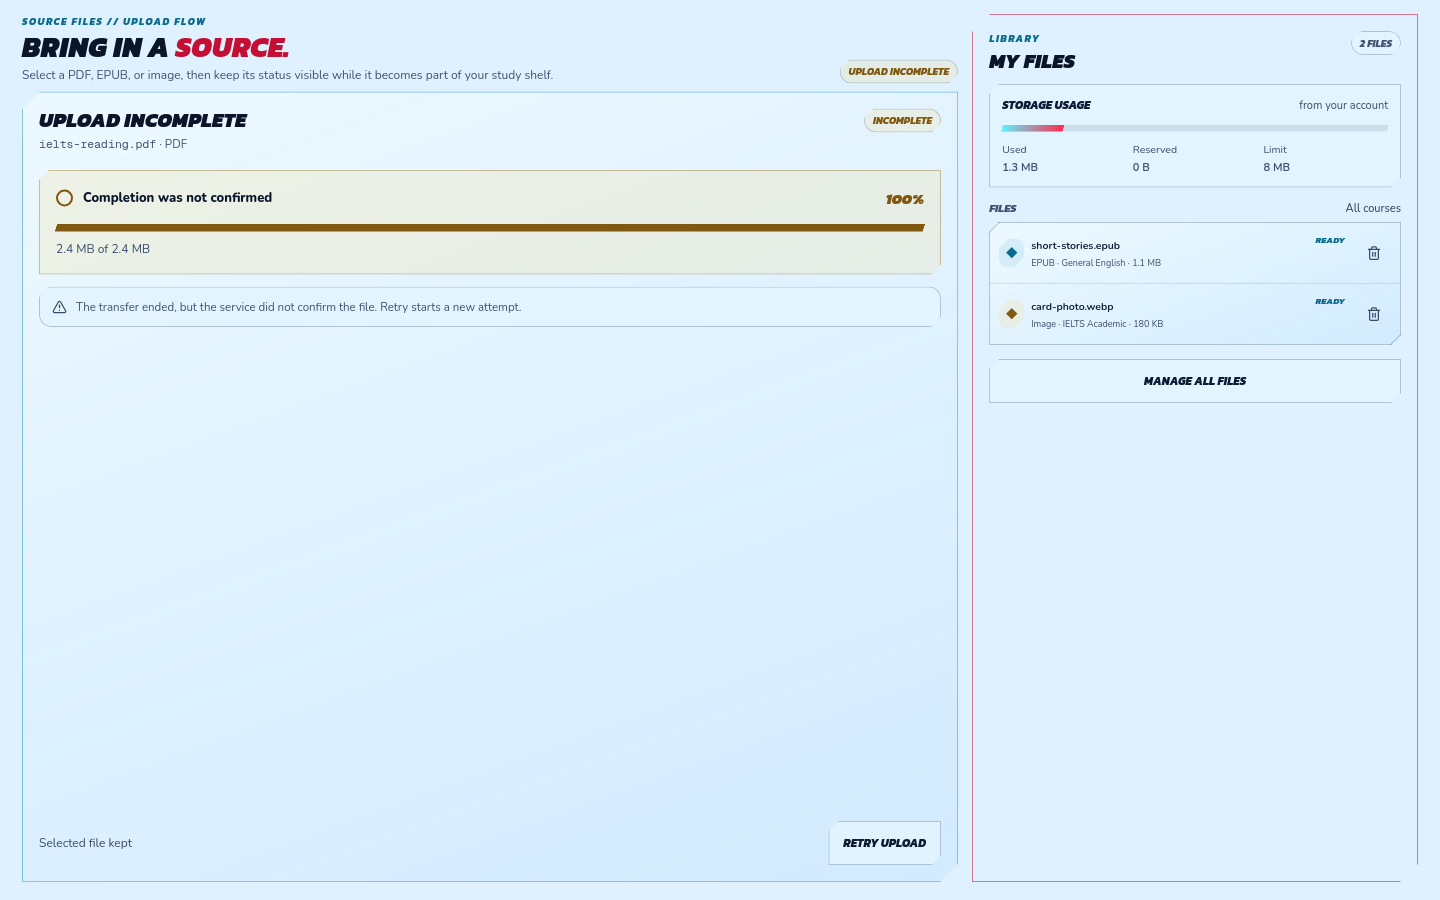 SOURCE FILES // UPLOAD FLOW
BRING IN A SOURCE.
Select a PDF, EPUB, or image, then keep its status visible while it becomes part of your study shelf.
UPLOAD INCOMPLETE
UPLOAD INCOMPLETE
INCOMPLETE
ielts-reading.pdf · PDF
Completion was not confirmed
100%
2.4 MB of 2.4 MB
The transfer ended, but the service did not confirm the file. Retry starts a new attempt.
Selected file kept
RETRY UPLOAD
LIBRARY
MY FILES
2 FILES
STORAGE USAGE
from your account
Used
Reserved
Limit
1.3 MB
0 B
8 MB
FILES
All courses
short-stories.epub
READY
EPUB · General English · 1.1 MB
card-photo.webp
READY
Image · IELTS Academic · 180 KB
MANAGE ALL FILES